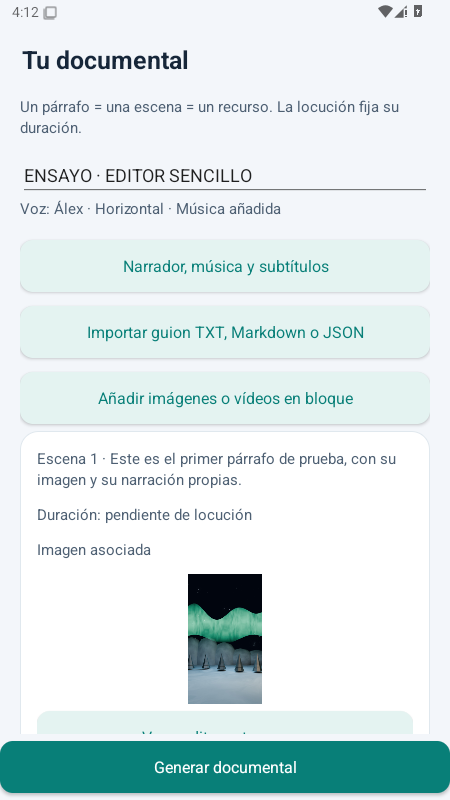 4:12
Tu documental
Un párrafo = una escena = un recurso. La locución fija su
duración.
ENSAYO · EDITOR SENCILLO
Voz: Álex · Horizontal · Música añadida
Narrador, música y subtítulos
Importar guion TXT, Markdown o JSON
Añadir imágenes o vídeos en bloque
Escena 1 · Este es el primer párrafo de prueba, con su
imagen y su narración propias.
Duración: pendiente de locución
Imagen asociada
Generar documental